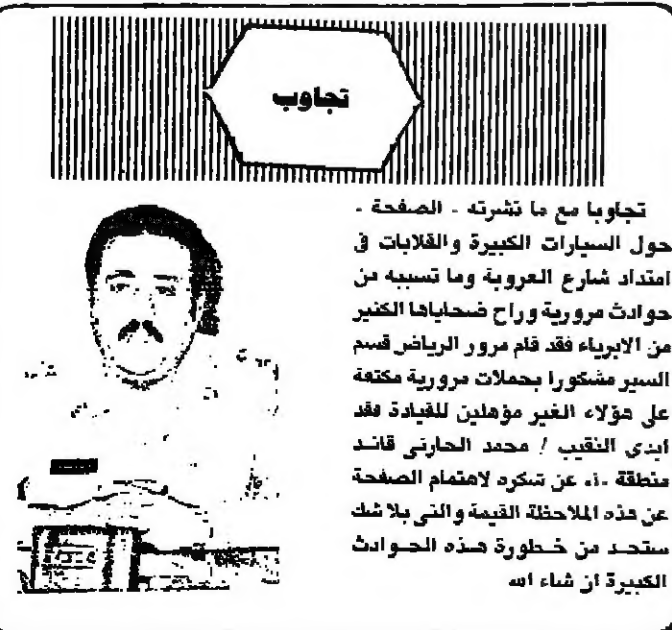 تجاوب
تجاوبا مع ما نشرته - الصفحة -
حول السيارات الكبيرة والقلابات في
امتداد شارع العروبة وما تسببه من
حوادث مرورية وراح ضحاياها الكثير
من الابرياء فقد قام مرور الرياض قسم
السير مشكورا بحملات مرورية مكثفة
على هؤلاء الغير مؤهلين للقيادة فقد
ابدى النقيب / محمد الحارثي قائد
منطقة عن شكره لاهتمام الصفحة
عن هذه الملاحظة القيمة والتي بلا شك
ستحد من خطورة هذه الحوادث
الكبيرة ان شاء الله